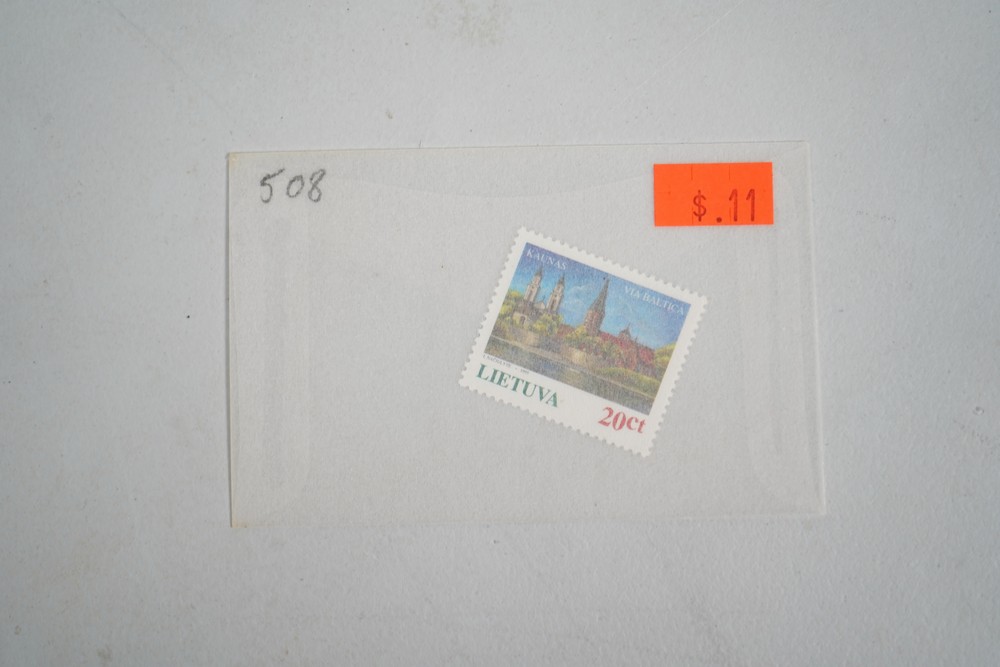 508
$.11
KAUNAS
VIA BALTICA
LIETUVA
20ct